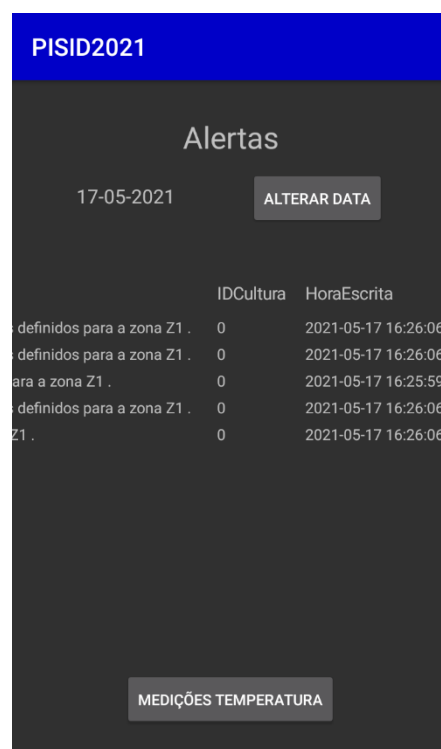 PISID2021
Alertas
17-05-2021 ALTERAR DATA
IDCultura HoraEscrita
definidos para a zona Z1 . 0 2021-05-17 16:26:06
definidos para a zona Z1 . 0 2021-05-17 16:26:06
ara a zona Z1 . 0 2021-05-17 16:25:59
definidos para a zona Z1 . 0 2021-05-17 16:26:06
Z1 . 0 2021-05-17 16:26:06
MEDIÇÕES TEMPERATURA